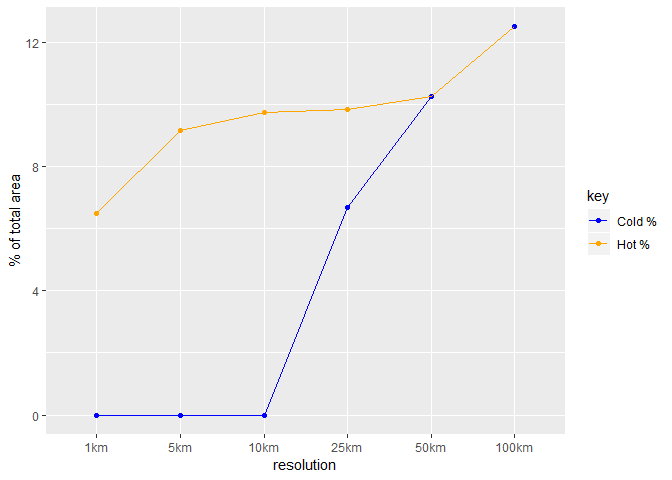 12
8
4
0
% of total area
1km 5km 10km 25km 50km 100km
resolution
key
Cold %
Hot %